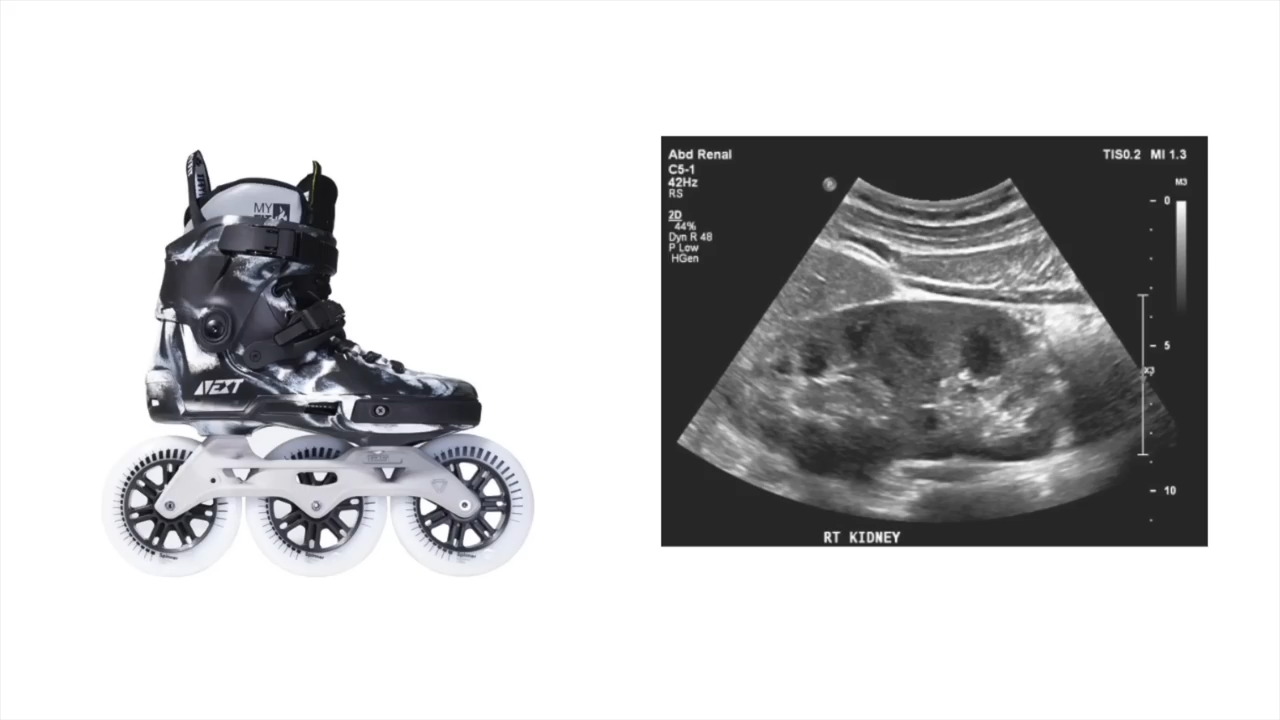 MY
NEXT
Abd Renal
C5-1
42Hz
RS
2D
44%
Dyn R 48
P Low
HGen
TIS0.2 MI 1.3
M3
0
5
x3
10
RT KIDNEY